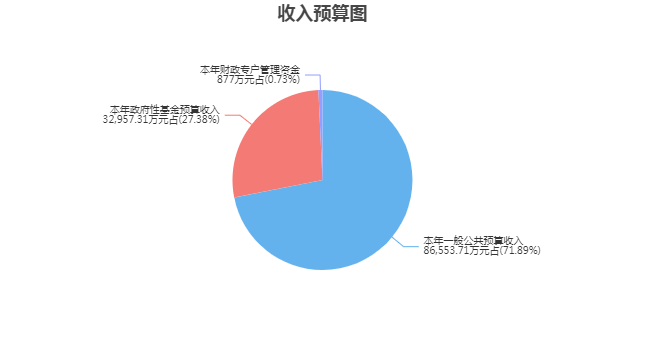 收入预算图
本年财政专户管理资金
877万元占(0.73%)
本年政府性基金预算收入
32,957.31万元占(27.38%)
本年一般公共预算收入
86,553.71万元占(71.89%)